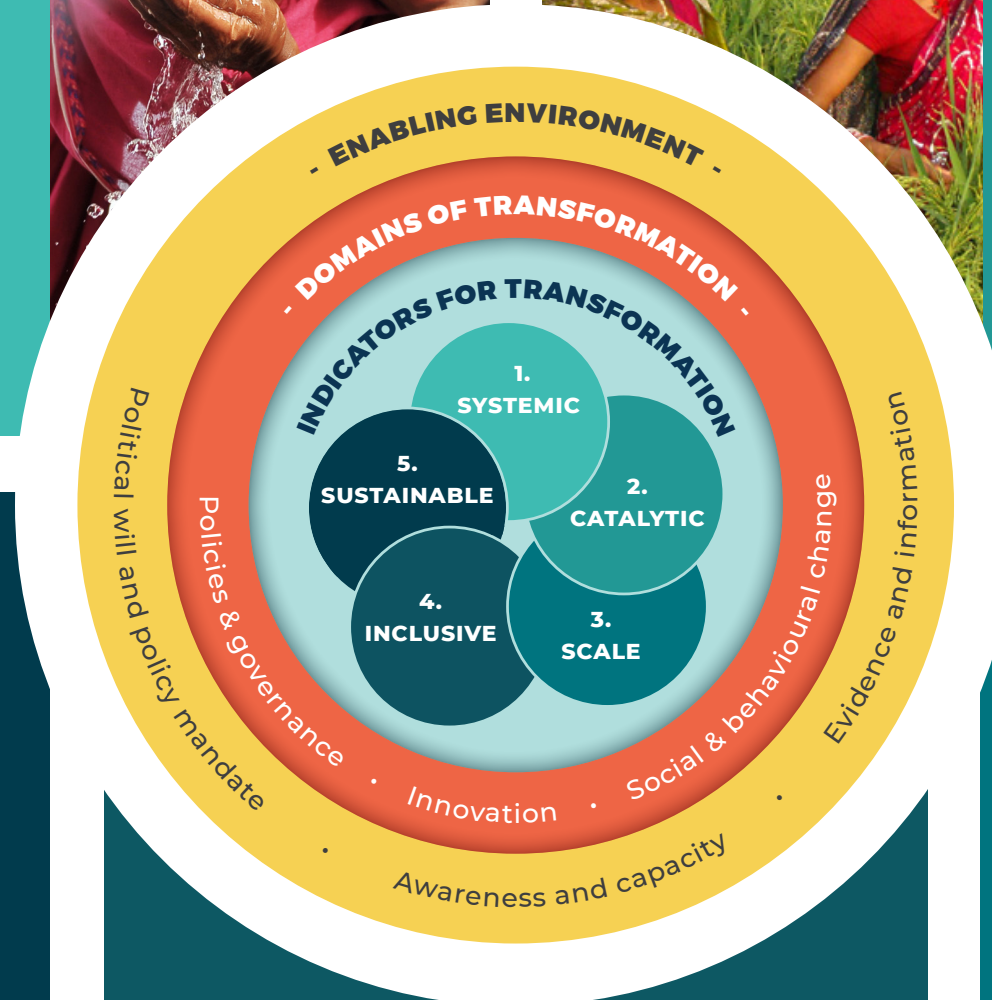 - ENABLING ENVIRONMENT -
- DOMAINS OF TRANSFORMATION -
INDICATORS FOR TRANSFORMATION
1.
SYSTEMIC
2.
CATALYTIC
3.
SCALE
4.
INCLUSIVE
5.
SUSTAINABLE
Policies & governance • Innovation • Social & behavioural change
Political will and policy mandate • Awareness and capacity • Evidence and information